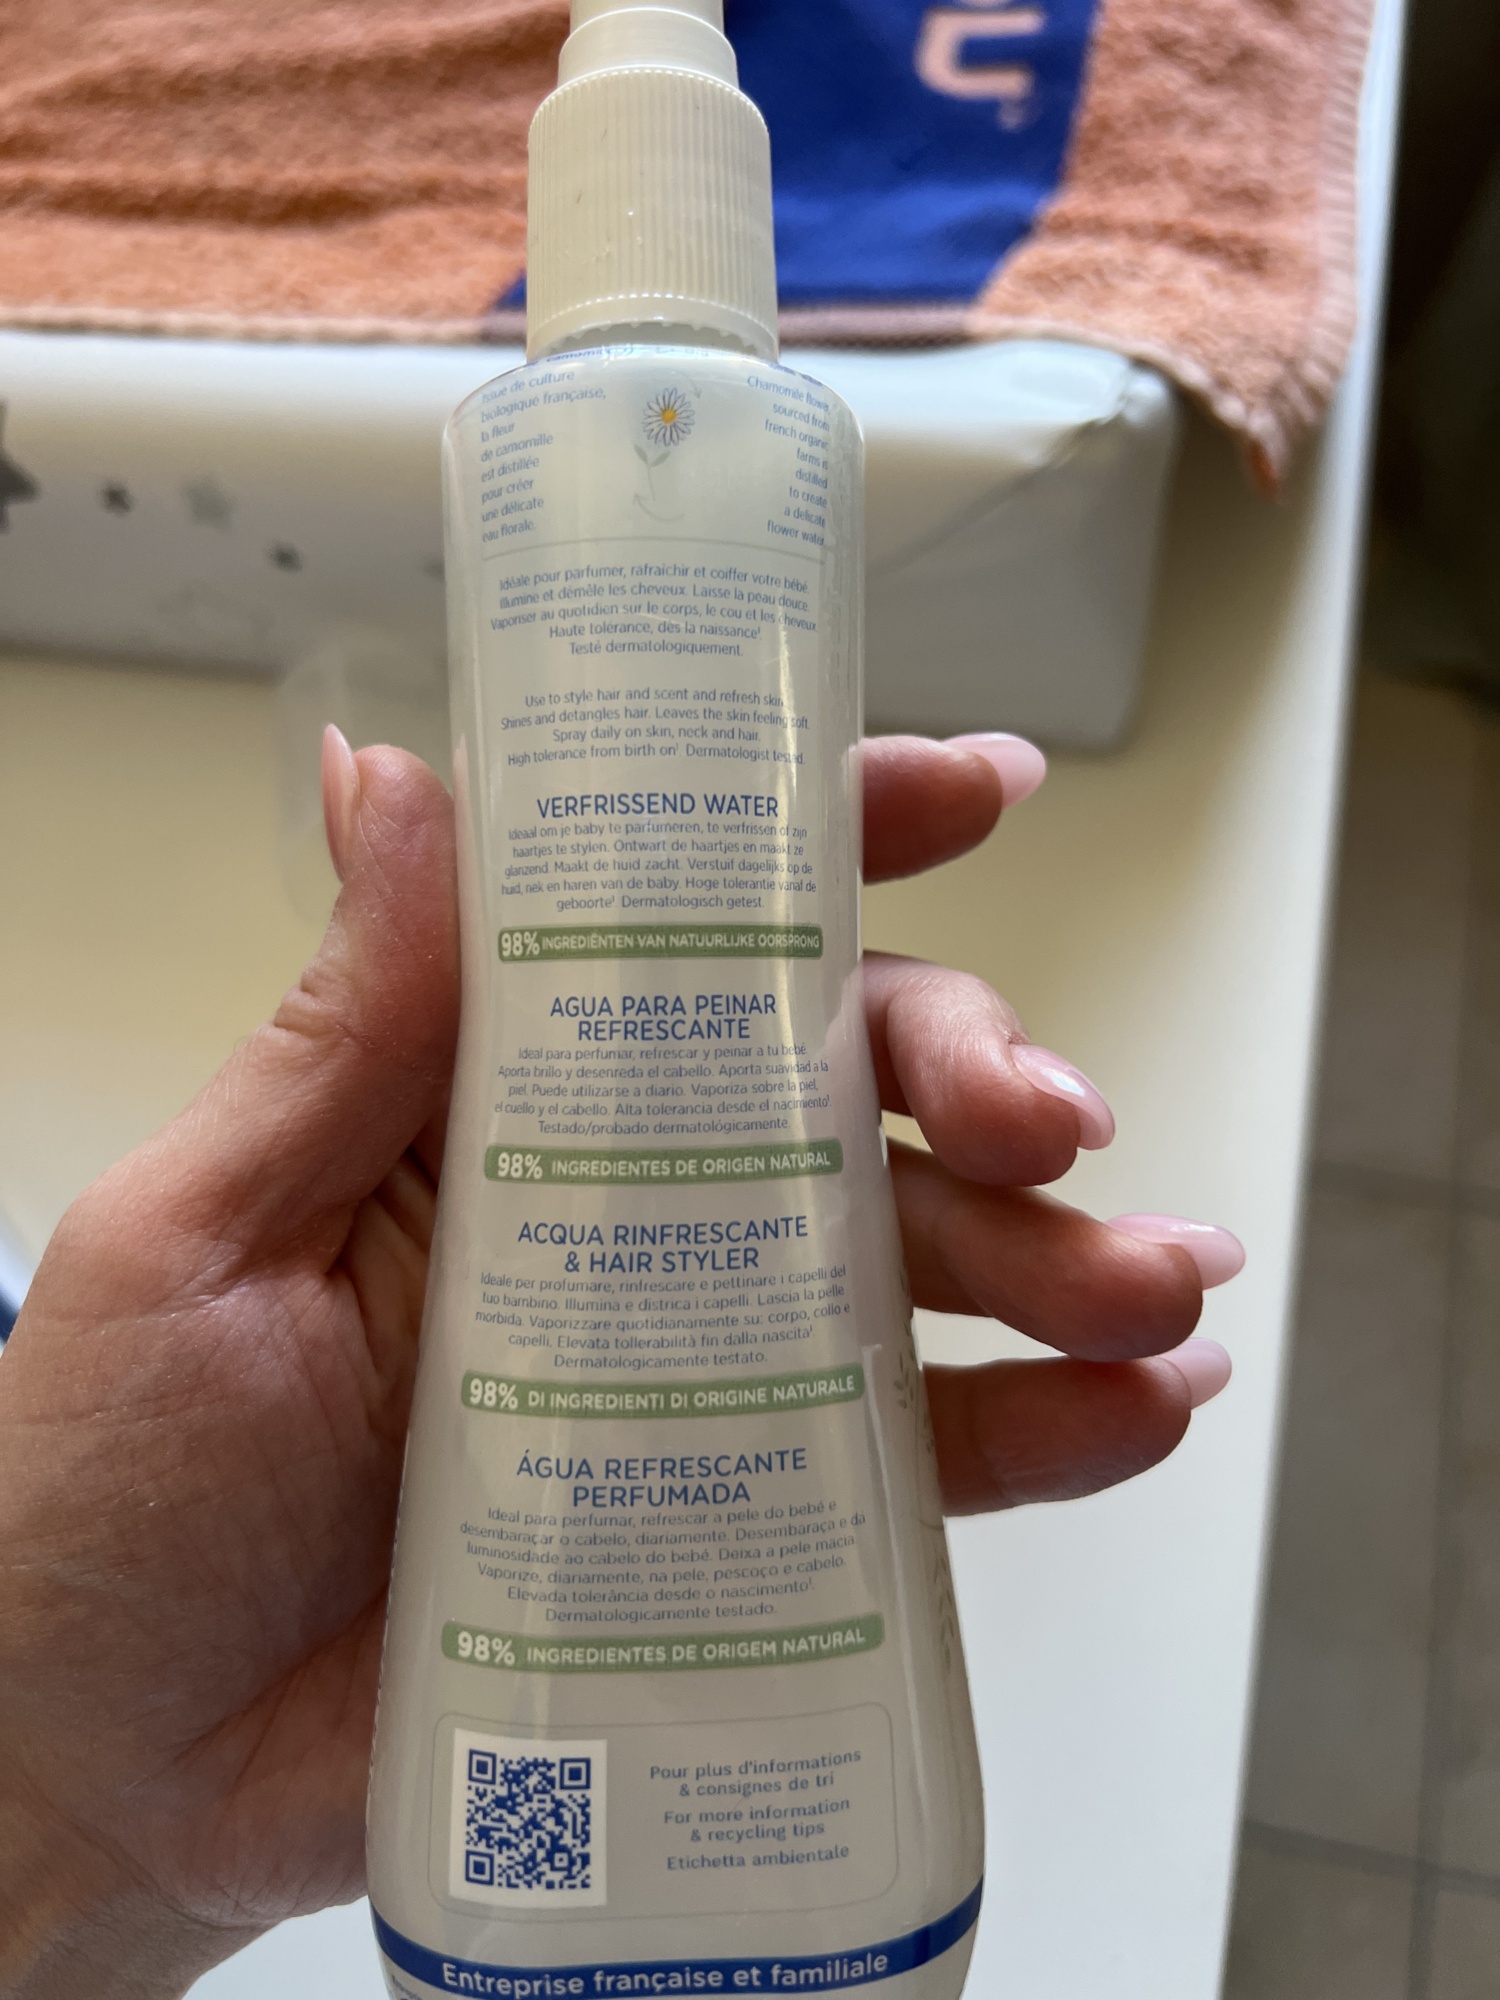 Issue de culture
biologique française,
la fleur
de camomille
est distillée
pour créer
une délicate
eau florale.
Chamomile flower,
sourced from
french organic
farms is
distilled
to create
a delicate
flower water.
Idéale pour parfumer, rafraichir et coiffer votre bébé.
Illumine et démêle les cheveux. Laisse la peau douce.
Vaporiser au quotidien sur le corps, le cou et les cheveux.
Haute tolérance, dès la naissance¹.
Testé dermatologiquement.
Use to style hair and scent and refresh skin.
Shines and detangles hair. Leaves the skin feeling soft.
Spray daily on skin, neck and hair.
High tolerance from birth on¹. Dermatologist tested.
VERFRISSEND WATER
Ideaal om je baby te parfumeren, te verfrissen of zijn
haartjes te stylen. Ontwart de haartjes en maakt ze
glanzend. Maakt de huid zacht. Verstuif dagelijks op de
huid, nek en haren van de baby. Hoge tolerantie vanaf de
geboorte¹. Dermatologisch getest.
98% INGREDIËNTEN VAN NATUURLIJKE OORSPRONG
AGUA PARA PEINAR
REFRESCANTE
Ideal para perfumar, refrescar y peinar a tu bebé.
Aporta brillo y desenreda el cabello. Aporta suavidad a la
piel. Puede utilizarse a diario. Vaporiza sobre la piel,
el cuello y el cabello. Alta tolerancia desde el nacimiento¹.
Testado/probado dermatológicamente.
98% INGREDIENTES DE ORIGEN NATURAL
ACQUA RINFRESCANTE
& HAIR STYLER
Ideale per profumare, rinfrescare e pettinare i capelli del
tuo bambino. Illumina e districa i capelli. Lascia la pelle
morbida. Vaporizzare quotidianamente su: corpo, collo e
capelli. Elevata tollerabilità fin dalla nascita¹.
Dermatologicamente testato.
98% DI INGREDIENTI DI ORIGINE NATURALE
ÁGUA REFRESCANTE
PERFUMADA
Ideal para perfumar, refrescar a pele do bebé e
desembaraçar o cabelo, diariamente. Desembaraça e dá
luminosidade ao cabelo do bebé. Deixa a pele macia.
Vaporize, diariamente, na pele, pescoço e cabelo.
Elevada tolerância desde o nascimento¹.
Dermatologicamente testado.
98% INGREDIENTES DE ORIGEM NATURAL
Pour plus d'informations
& consignes de tri
For more information
& recycling tips
Etichetta ambientale
Entreprise française et familiale